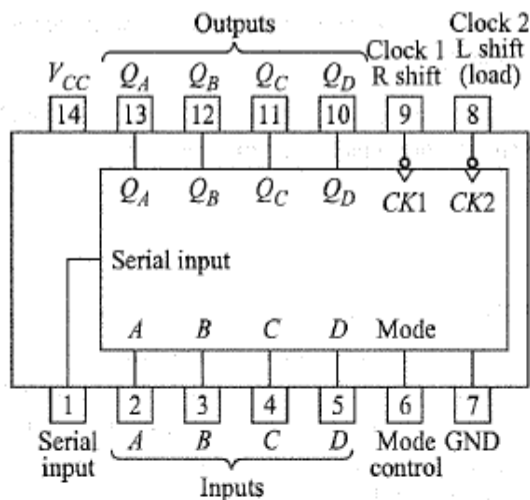 Outputs
Clock 1 Clock 2
R shift L shift
(load)
V_CC Q_A Q_B Q_C Q_D
14 13 12 11 10 9 8
Q_A Q_B Q_C Q_D CK1 CK2
Serial input
A B C D Mode
1 2 3 4 5 6 7
Serial input A B C D Mode control GND
Inputs